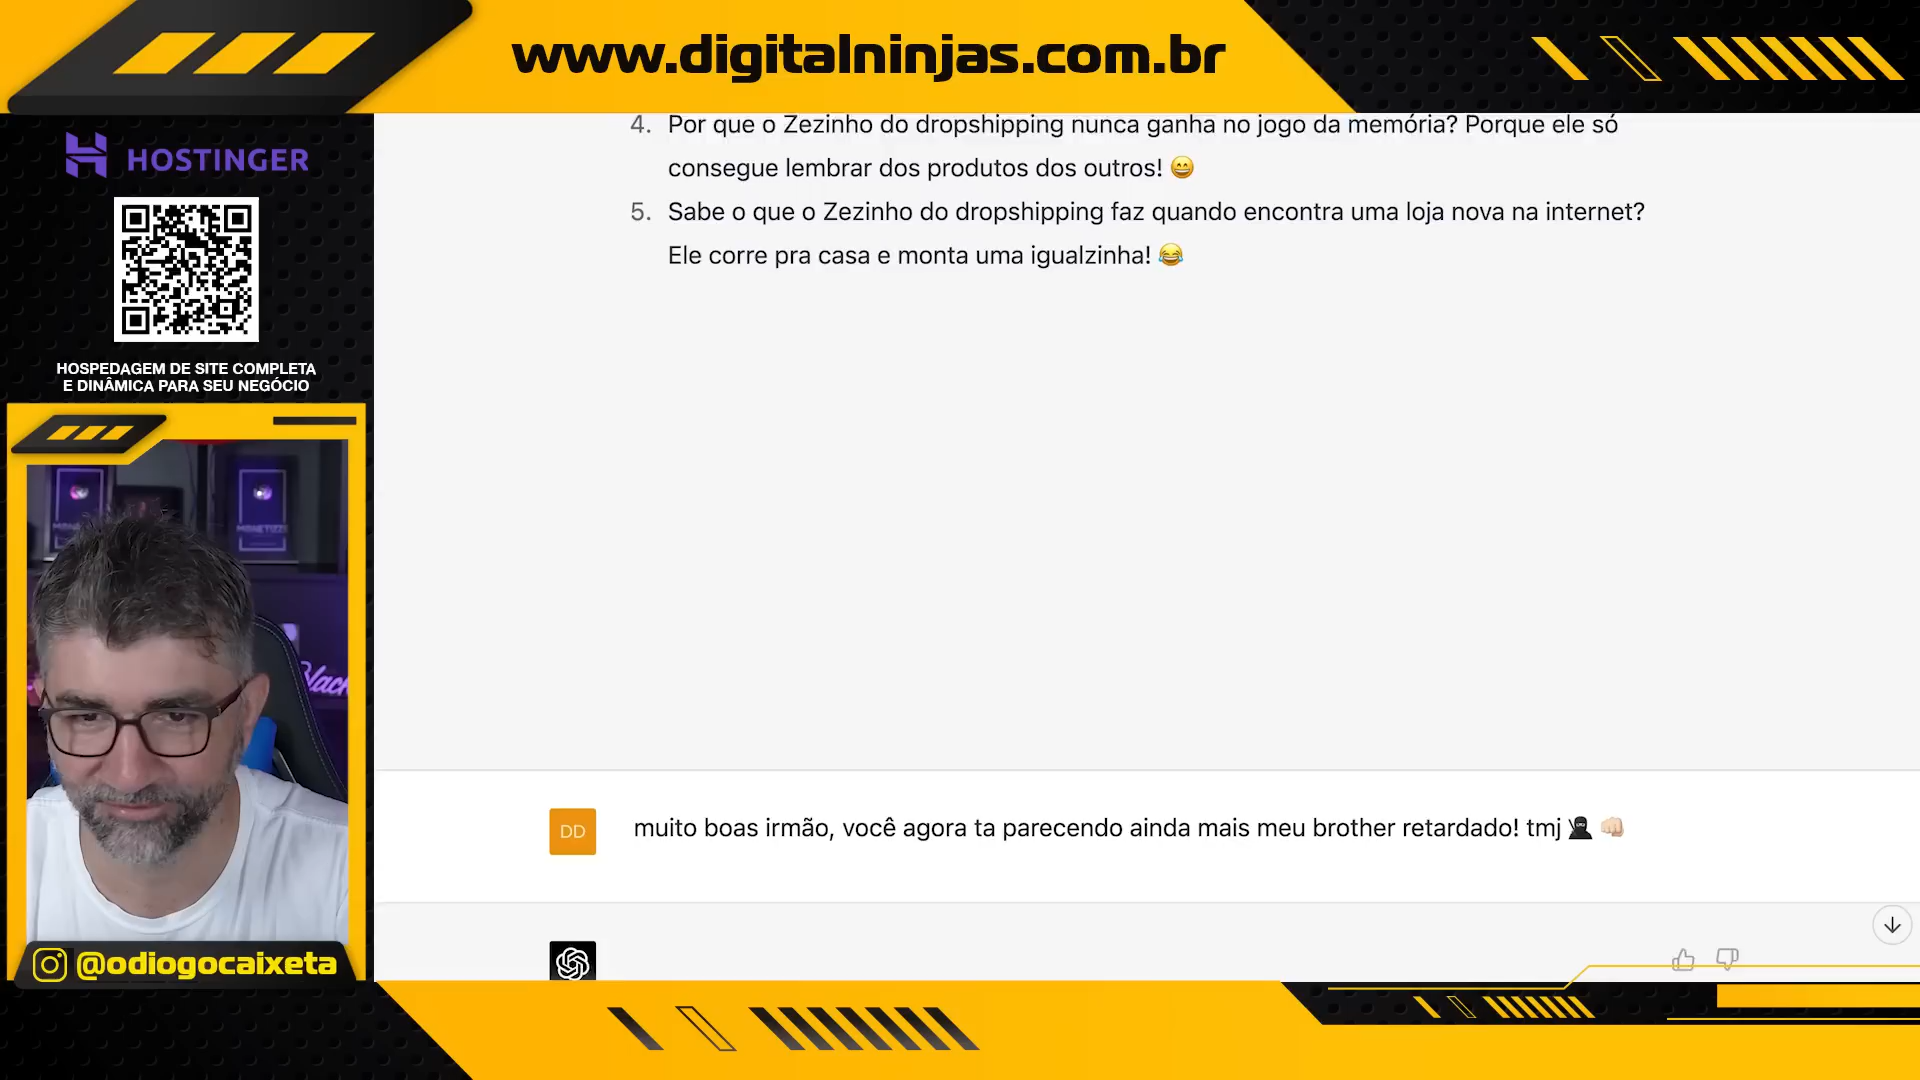 www.digitalninjas.com.br
HOSTINGER
HOSPEDAGEM DE SITE COMPLETA
E DINÂMICA PARA SEU NEGÓCIO
4. Por que o Zezinho do dropshipping nunca ganha no jogo da memória? Porque ele só
consegue lembrar dos produtos dos outros! 😄
5. Sabe o que o Zezinho do dropshipping faz quando encontra uma loja nova na internet?
Ele corre pra casa e monta uma igualzinha! 😂
DD
muito boas irmão, você agora ta parecendo ainda mais meu brother retardado! tmj 🥷🏿 👊🏻
@odiogocaixeta